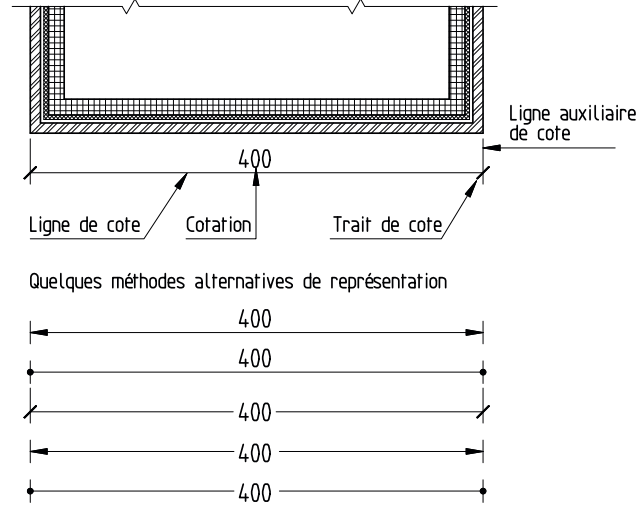 Ligne auxiliaire
de cote
400
Ligne de cote
Cotation
Trait de cote
Quelques méthodes alternatives de représentation
400
400
400
400
400